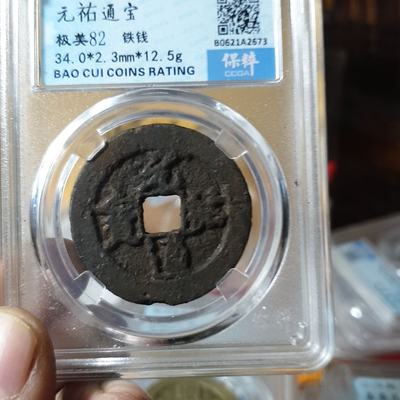 元祐通宝
极美82 铁钱
34.0*2.3mm*12.5g
BAO CUI COINS RATING
B0621A2673
保粹
CCGA